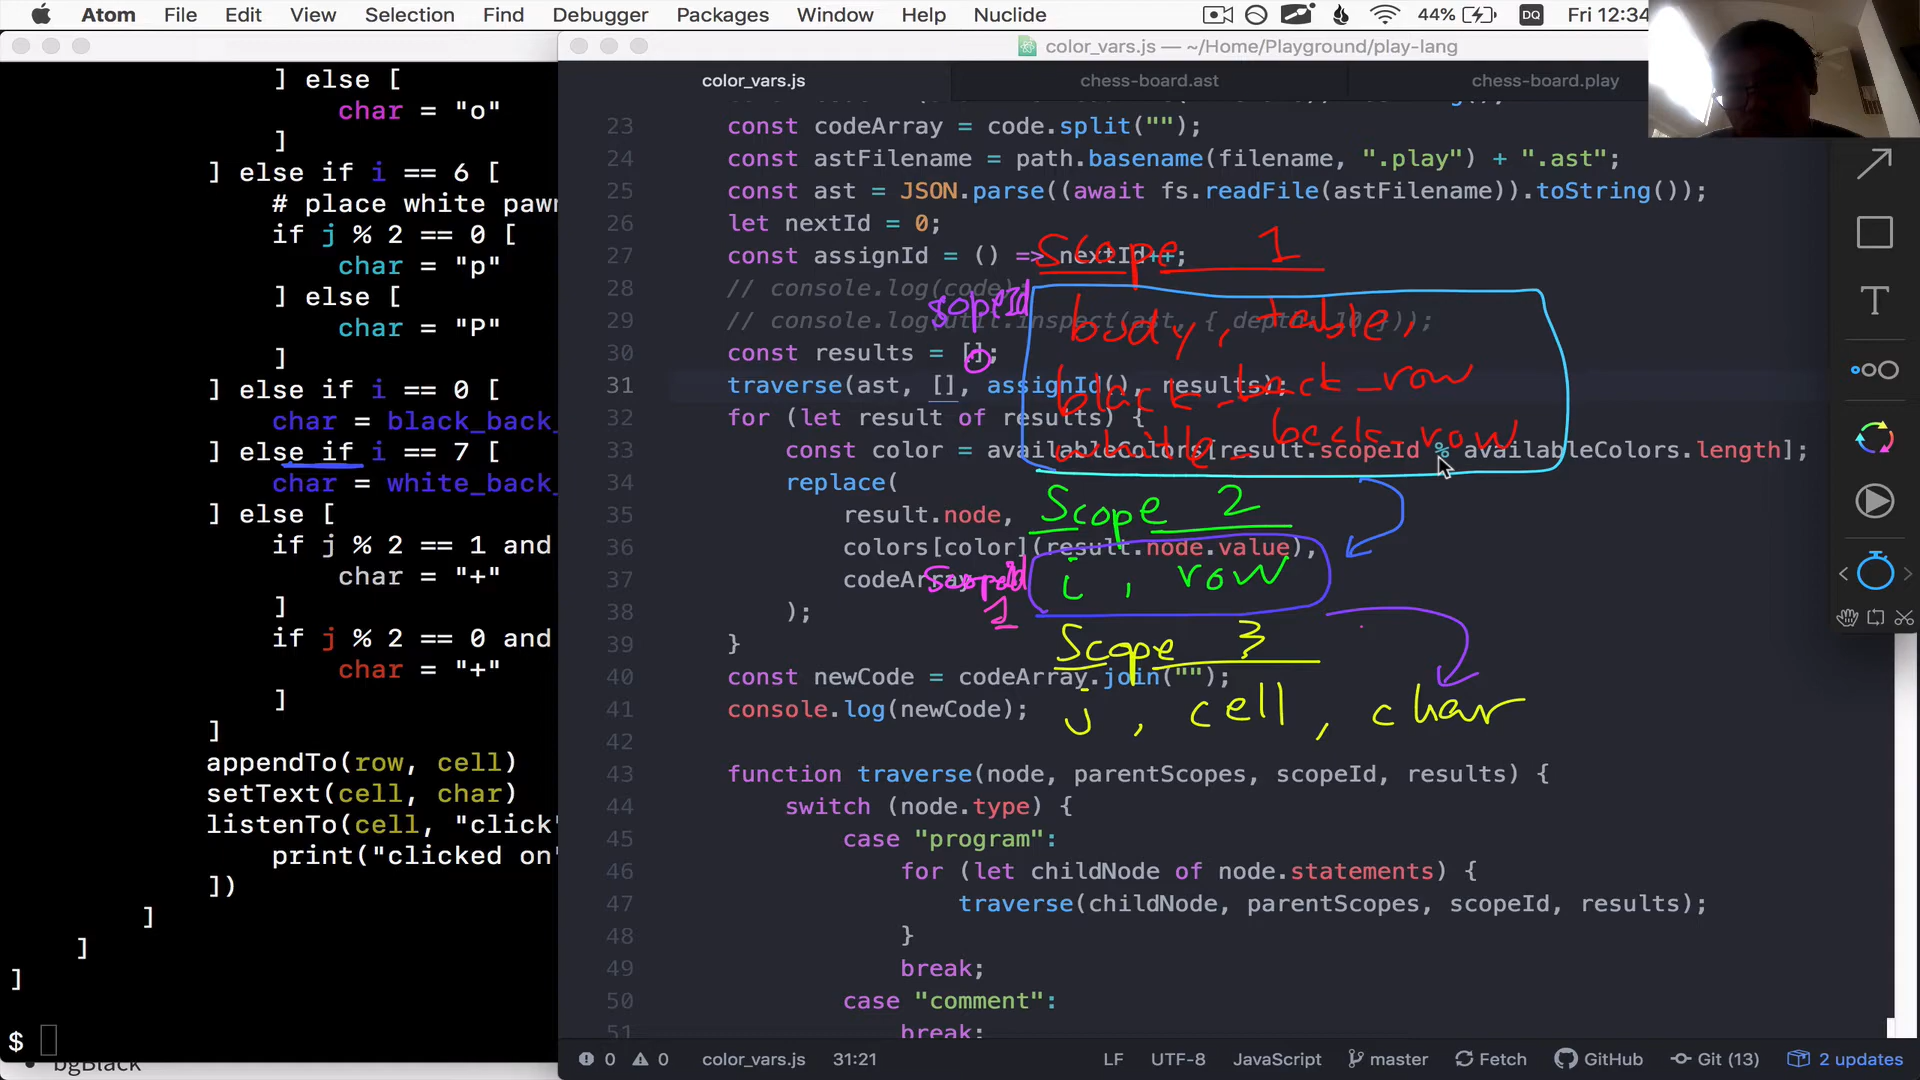 Atom File Edit View Selection Find Debugger Packages Window Help Nuclide 44% DQ Fri 12:34
color_vars.js — ~/Home/Playground/play-lang
color_vars.js chess-board.ast chess-board.play
] else [
char = "o"
]
] else if i == 6 [
# place white pawn
if j % 2 == 0 [
char = "p"
] else [
char = "P"
]
] else if i == 0 [
char = black_back_
] else if i == 7 [
char = white_back_
] else [
if j % 2 == 1 and
char = "+"
]
if j % 2 == 0 and
char = "+"
]
]
appendTo(row, cell)
setText(cell, char)
listenTo(cell, "click"
print("clicked on"
])
]
]
]
$
bgBlack
23 const codeArray = code.split("");
24 const astFilename = path.basename(filename, ".play") + ".ast";
25 const ast = JSON.parse((await fs.readFile(astFilename)).toString());
26 let nextId = 0;
27 const assignId = () => nextId++;
28 // console.log(code);
29 // console.log(util.inspect(ast, { depth: 10 }));
30 const results = [];
31 traverse(ast, [], assignId(), results);
32 for (let result of results) {
33 const color = availableColors[result.scopeId % availableColors.length];
34 replace(
35 result.node,
36 colors[color](result.node.value),
37 codeArray
38 );
39 }
40 const newCode = codeArray.join("");
41 console.log(newCode);
42
43 function traverse(node, parentScopes, scopeId, results) {
44 switch (node.type) {
45 case "program":
46 for (let childNode of node.statements) {
47 traverse(childNode, parentScopes, scopeId, results);
48 }
49 break;
50 case "comment":
51 break;
Scope 1
scopeId
body, table,
black_back_row
white_back_row
Scope 2
scopeId
1
i , row
Scope 3
j , cell , char
T
0 0 color_vars.js 31:21 LF UTF-8 JavaScript master Fetch GitHub Git (13) 2 updates